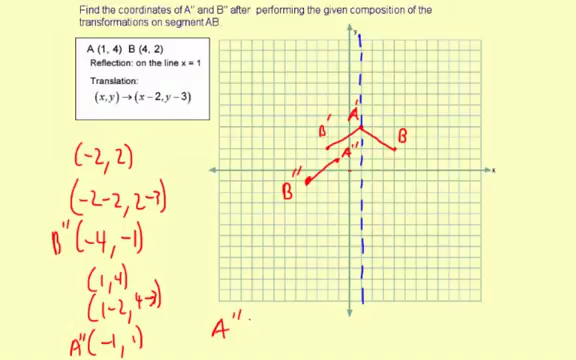 Find the coordinates of A'' and B'' after performing the given composition of the
transformations on segment AB.
A (1, 4) B (4, 2)
Reflection: on the line x = 1
Translation:
(x,y)→(x−2,y−3)
y
x
A'
B'
B
A''
B''
(-2, 2)
(-2-2, 2-3)
B'' (-4, -1)
(1, 4)
(1-2, 4-3)
A'' (-1, 1
A''